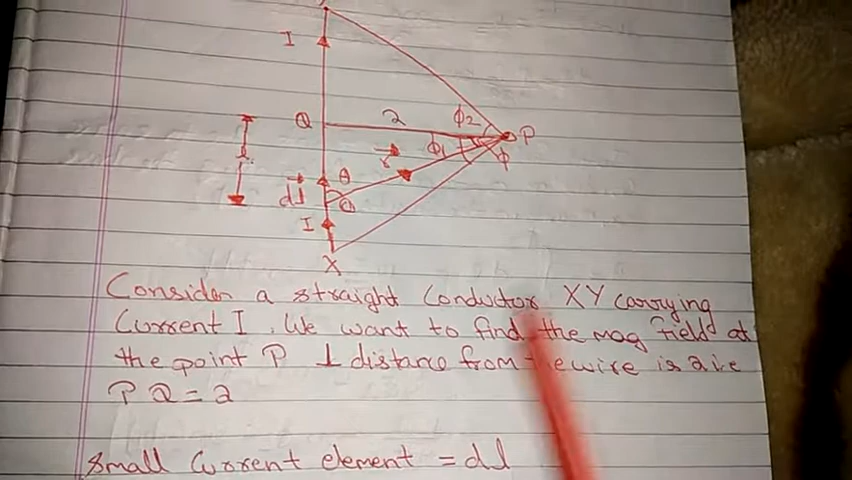 I
Q
2
φ2
P
φ1
φ
l
r
θ
dl
I
X
Consider a straight Conductor XY carrying
Current I. We want to find the mag field at
the point P ⊥ distance from the wire is a i.e
PQ = a
Small Current element = dl